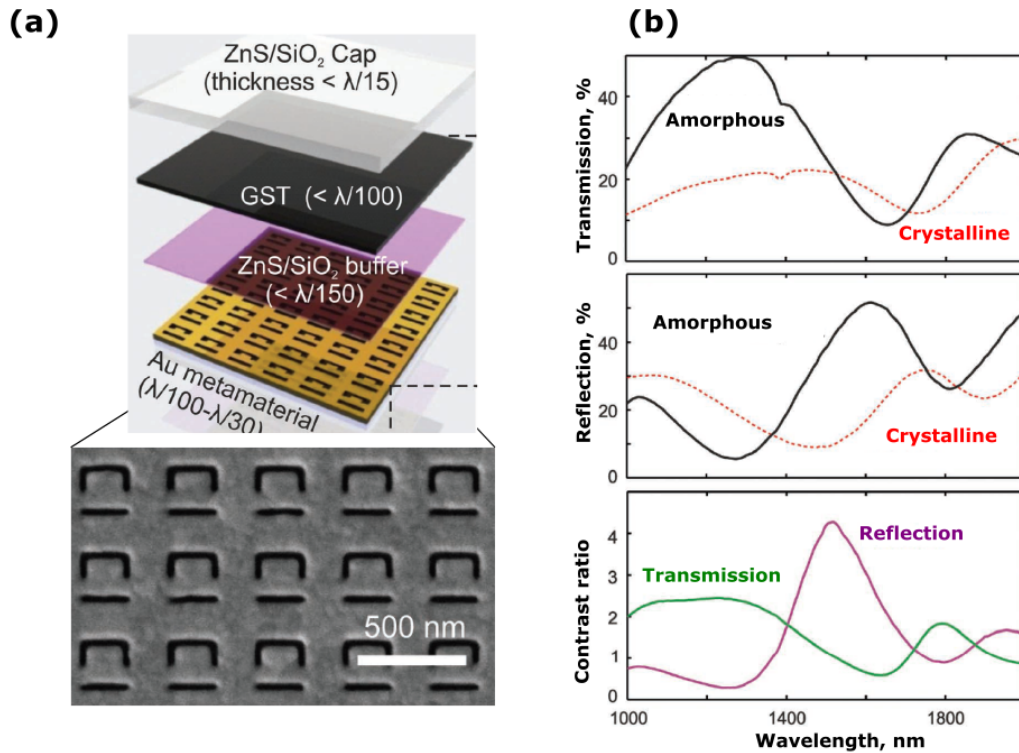 (a)
ZnS/SiO₂ Cap
(thickness < λ/15)
GST (< λ/100)
ZnS/SiO₂ buffer
(< λ/150)
Au metamaterial
(λ/100-λ/30)
500 nm
(b)
Transmission, %
40
20
0
Amorphous
Crystalline
Reflection, %
40
20
0
Amorphous
Crystalline
Contrast ratio
4
3
2
1
0
Reflection
Transmission
1000 1400 1800
Wavelength, nm